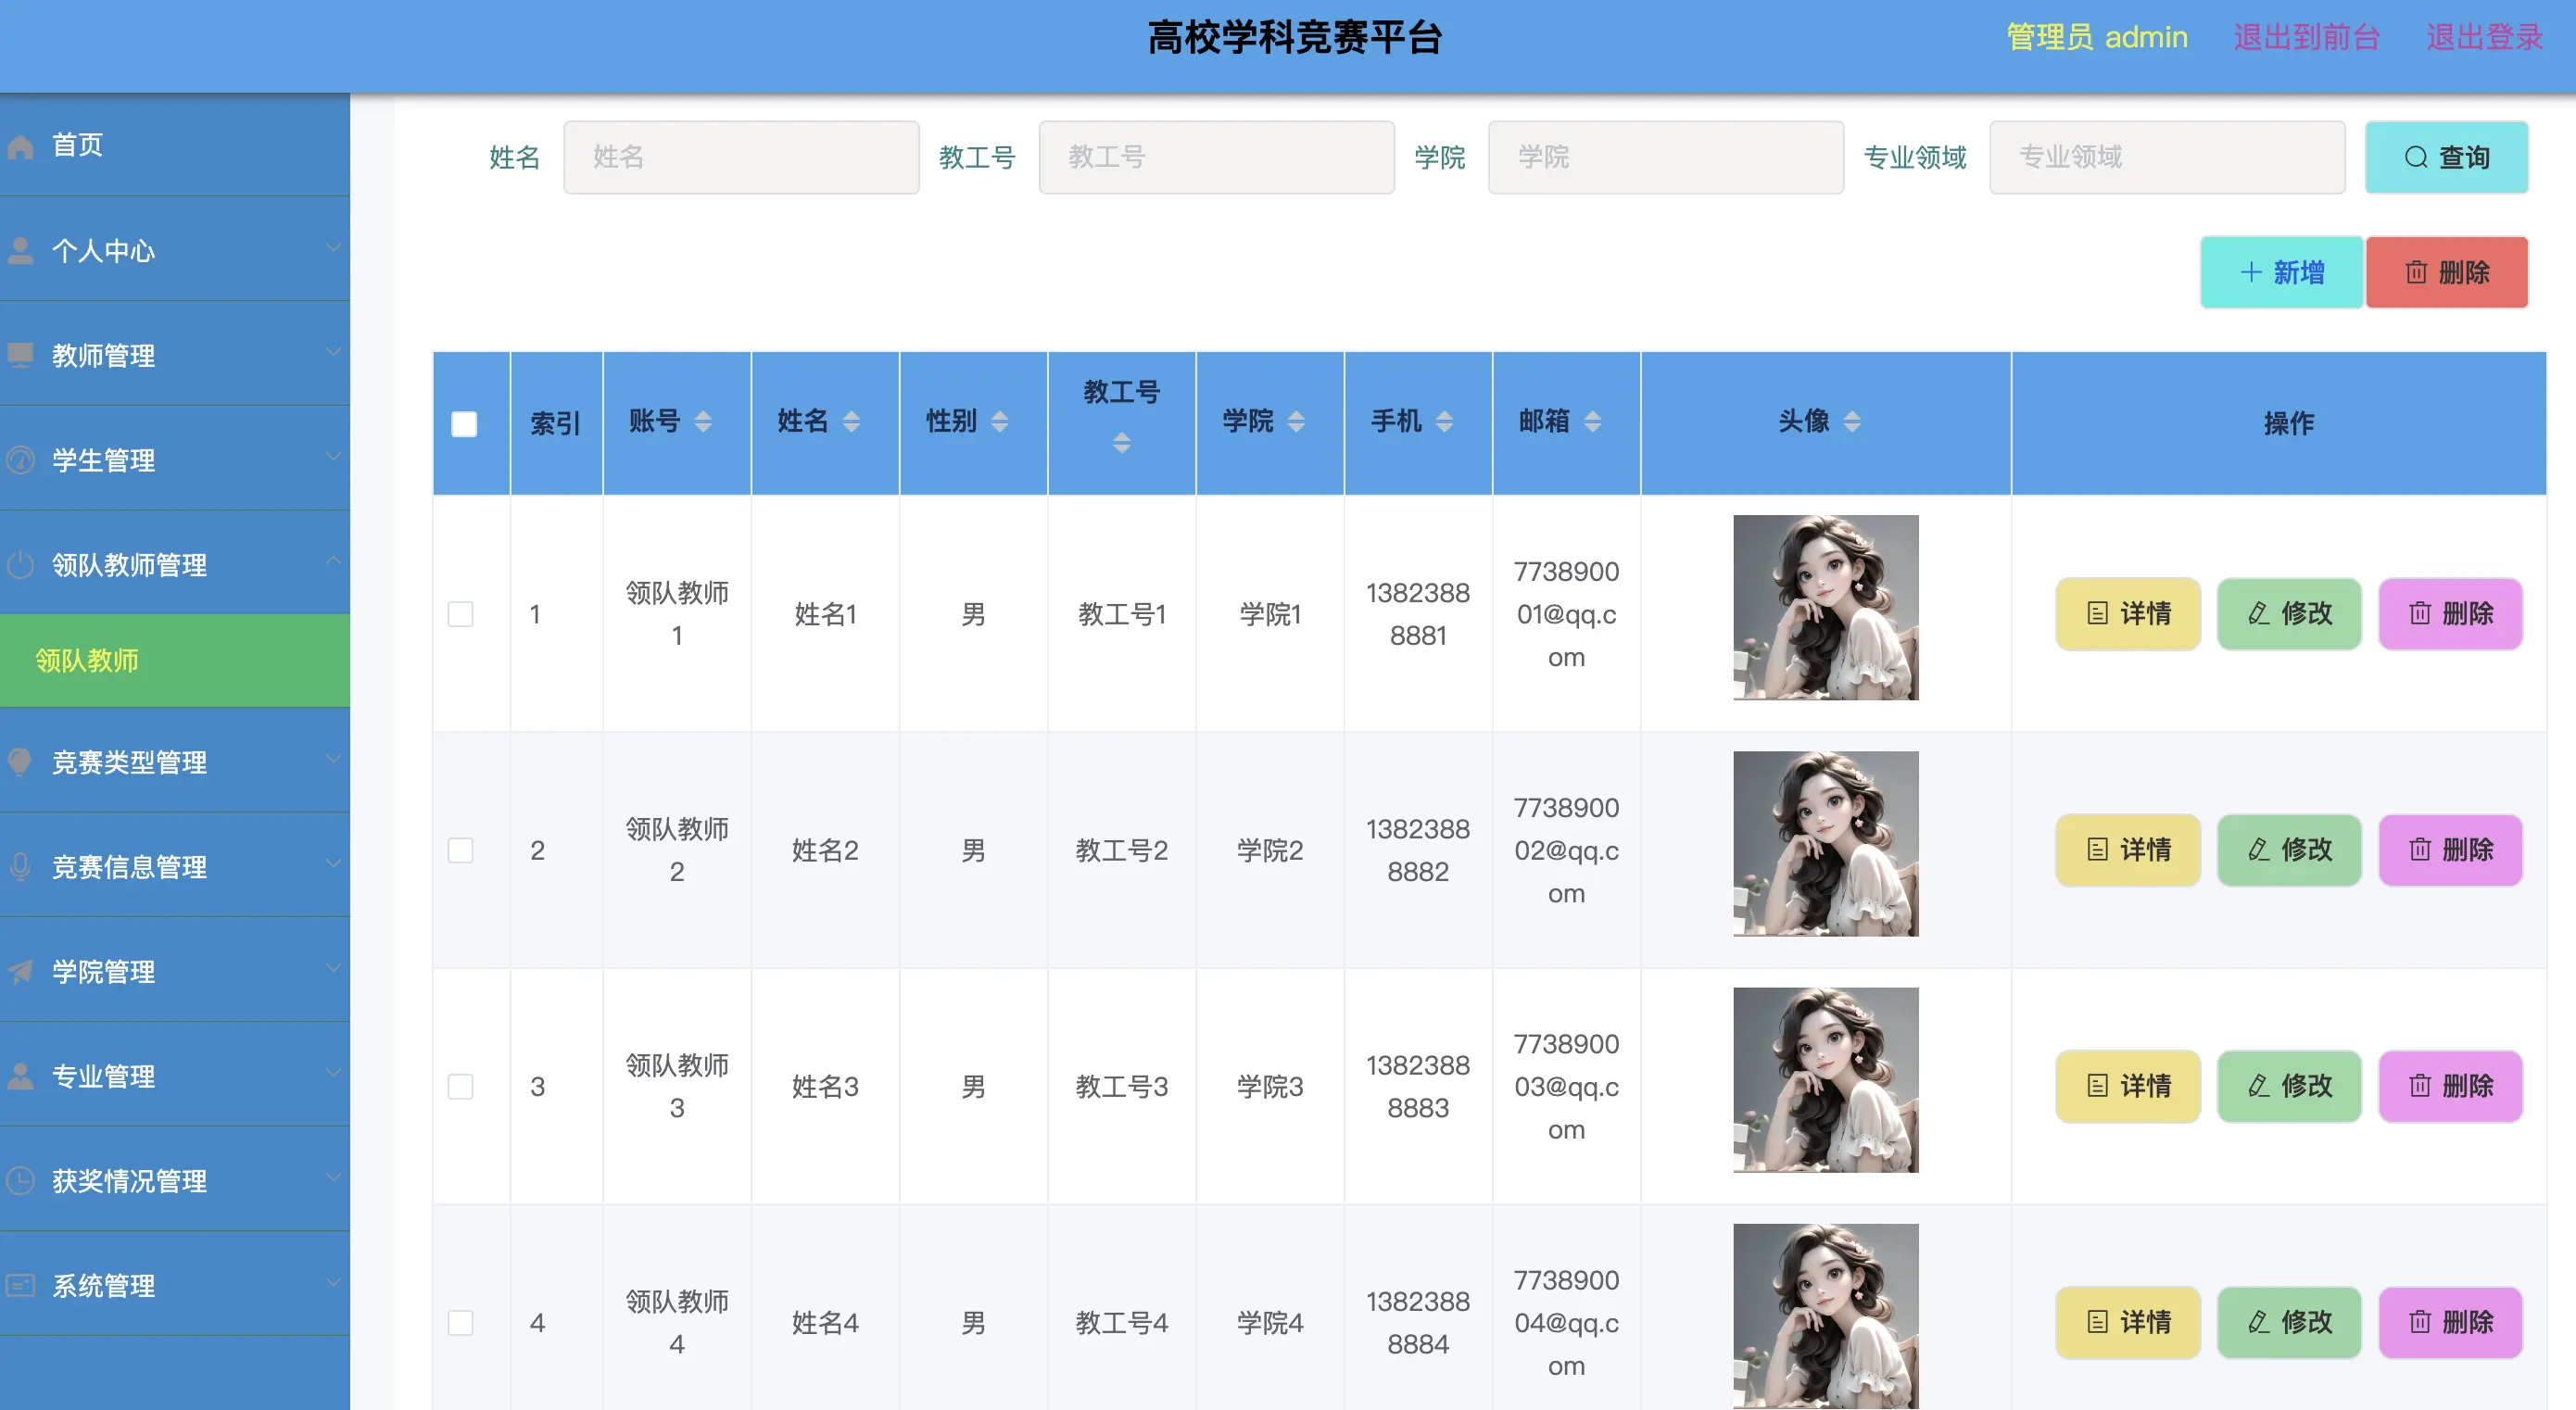 高校学科竞赛平台
管理员 admin 退出到前台 退出登录
首页
个人中心
教师管理
学生管理
领队教师管理
领队教师
竞赛类型管理
竞赛信息管理
学院管理
专业管理
获奖情况管理
系统管理
姓名 姓名 教工号 教工号 学院 学院 专业领域 专业领域 查询
新增 删除
索引 账号 姓名 性别 教工号 学院 手机 邮箱 头像 操作
1 领队教师1 姓名1 男 教工号1 学院1 13823888881 773890001@qq.com 详情 修改 删除
2 领队教师2 姓名2 男 教工号2 学院2 13823888882 773890002@qq.com 详情 修改 删除
3 领队教师3 姓名3 男 教工号3 学院3 13823888883 773890003@qq.com 详情 修改 删除
4 领队教师4 姓名4 男 教工号4 学院4 13823888884 773890004@qq.com 详情 修改 删除